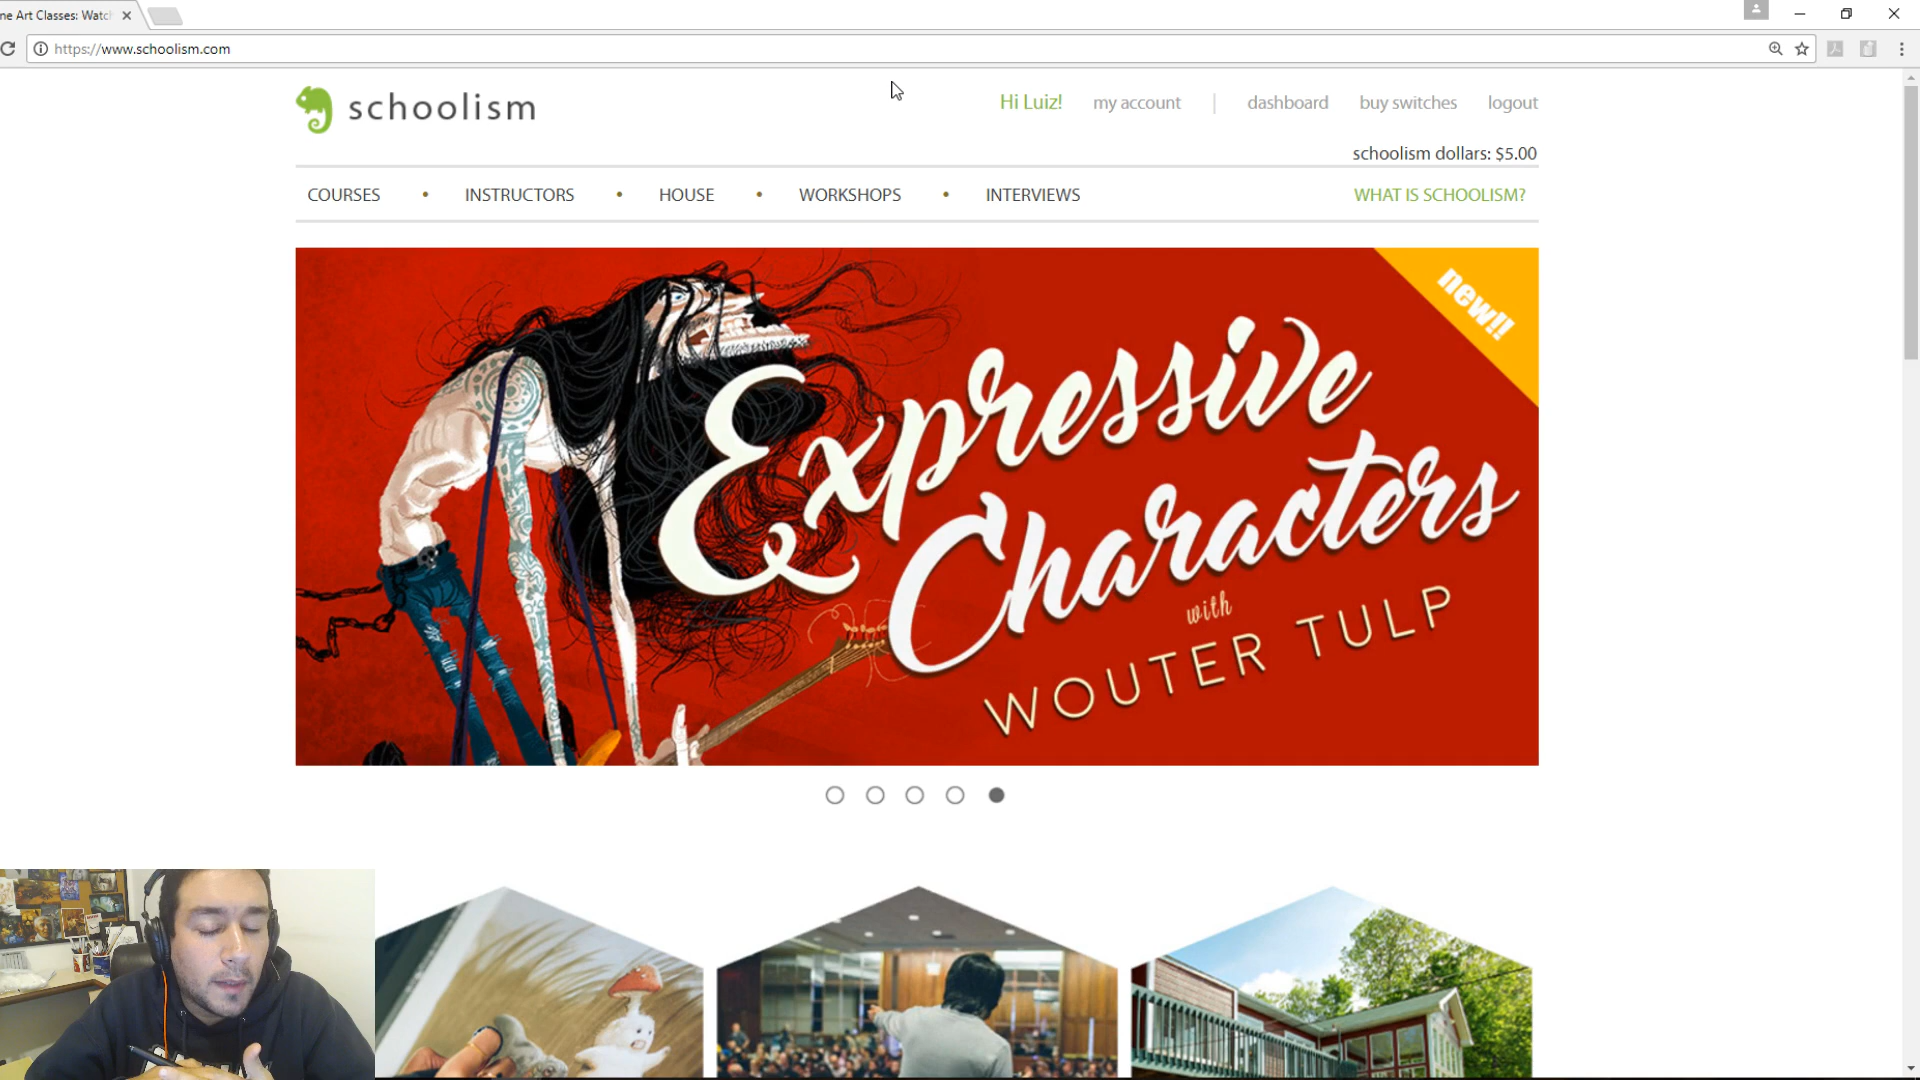 ne Art Classes: Watch
https://www.schoolism.com
schoolism
Hi Luiz! my account | dashboard buy switches logout
schoolism dollars: $5.00
COURSES • INSTRUCTORS • HOUSE • WORKSHOPS • INTERVIEWS WHAT IS SCHOOLISM?
new!!
Expressive
Characters
with
WOUTER TULP